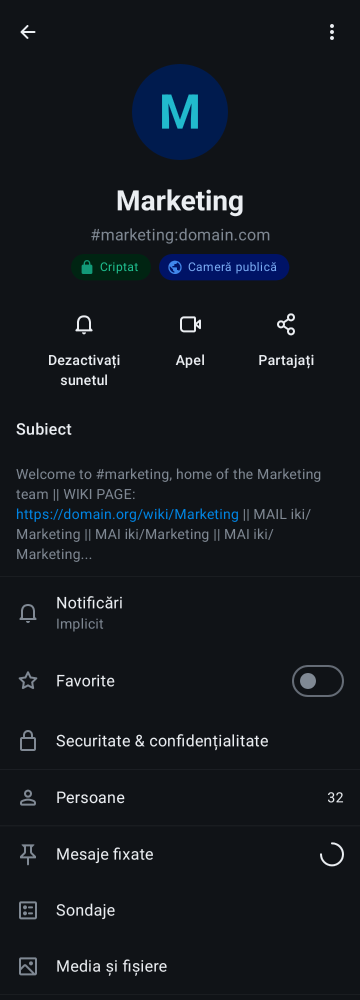 M
Marketing
#marketing:domain.com
Criptat
Cameră publică
Dezactivați
sunetul
Apel
Partajați
Subiect
Welcome to #marketing, home of the Marketing
team || WIKI PAGE:
https://domain.org/wiki/Marketing || MAIL iki/
Marketing || MAI iki/Marketing || MAI iki/
Marketing...
Notificări
Implicit
Favorite
Securitate & confidențialitate
Persoane 32
Mesaje fixate
Sondaje
Media și fișiere